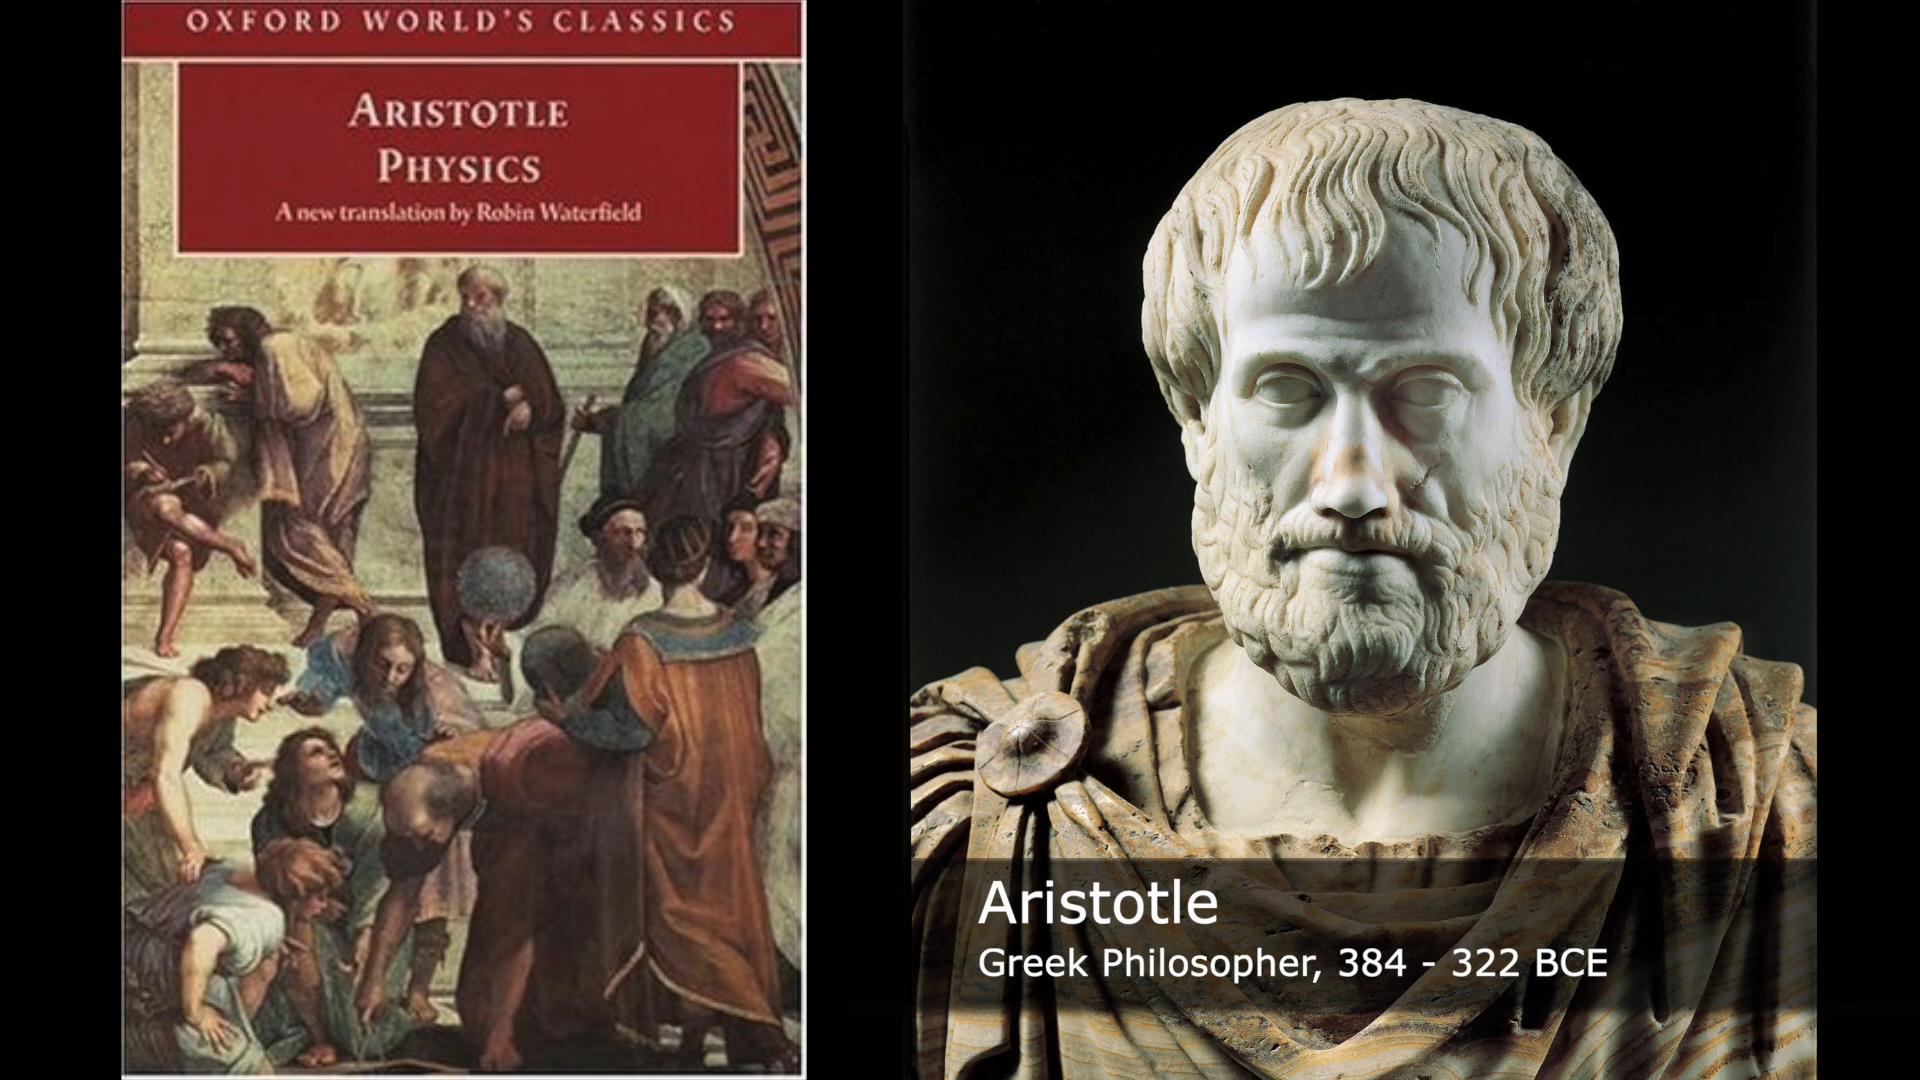 OXFORD WORLD'S CLASSICS
ARISTOTLE
PHYSICS
A new translation by Robin Waterfield
Aristotle
Greek Philosopher, 384 - 322 BCE